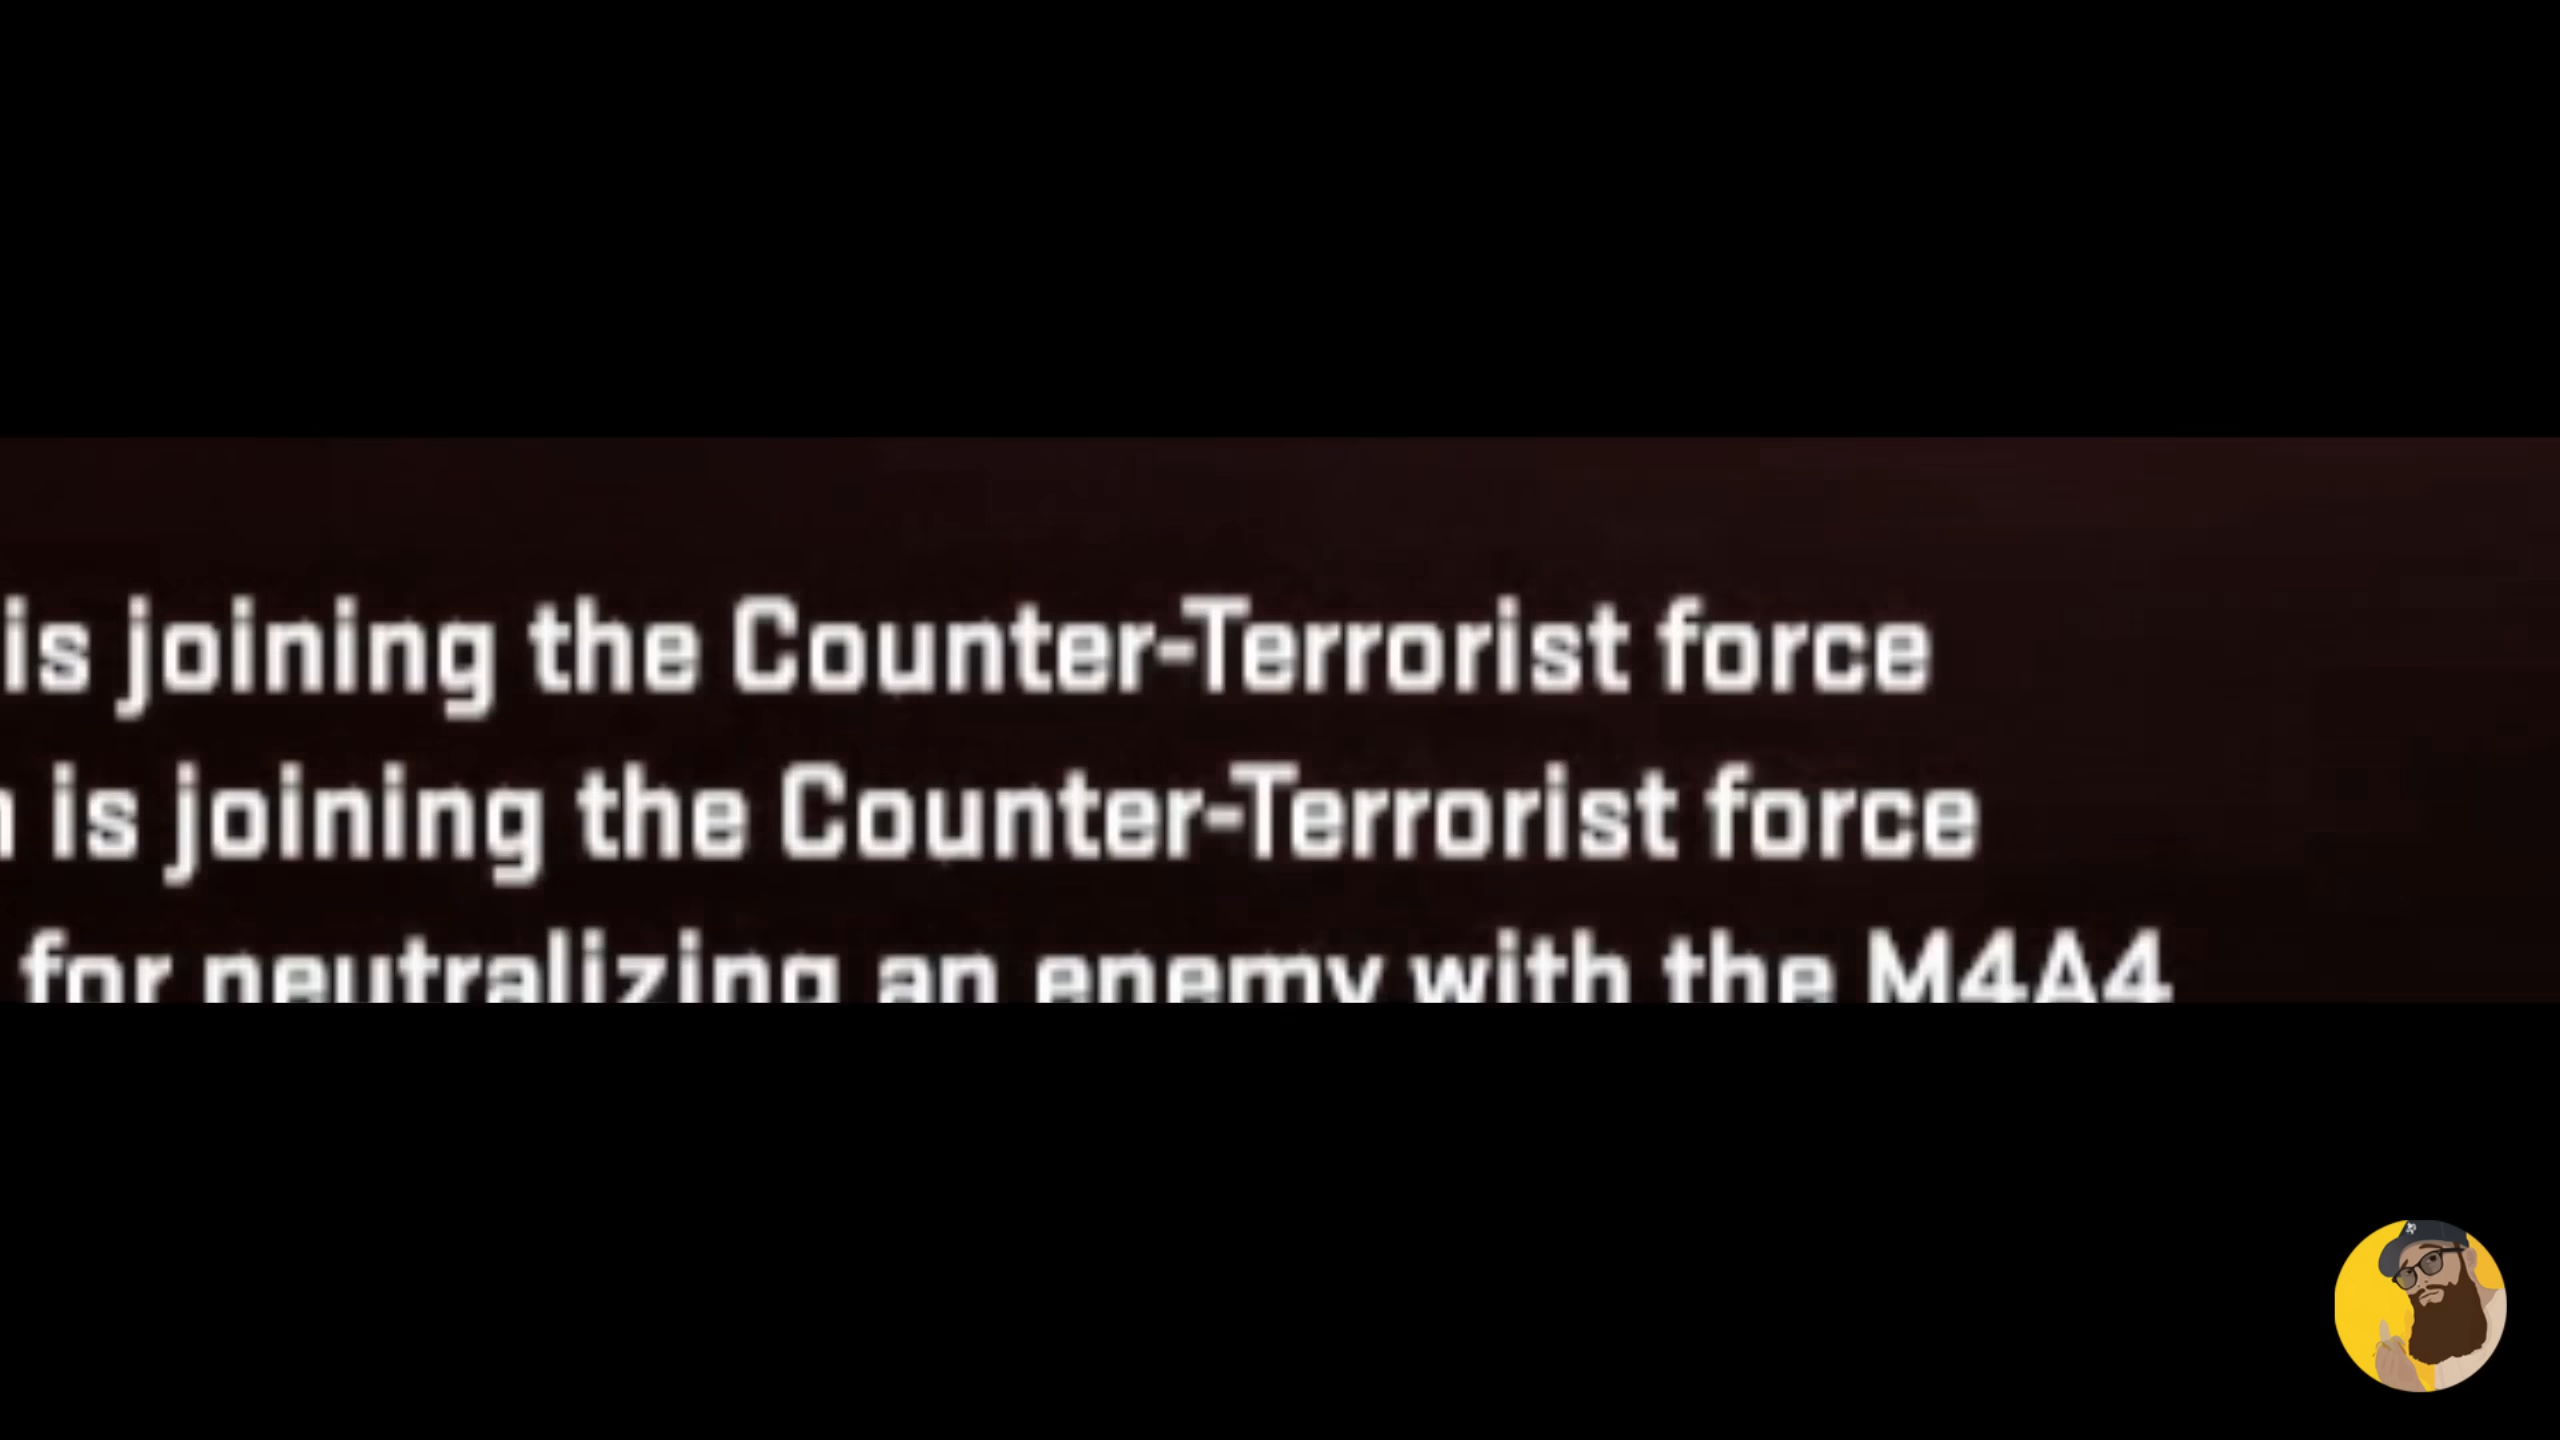 is joining the Counter-Terrorist force
is joining the Counter-Terrorist force
for neutralizing an enemy with the M4A4